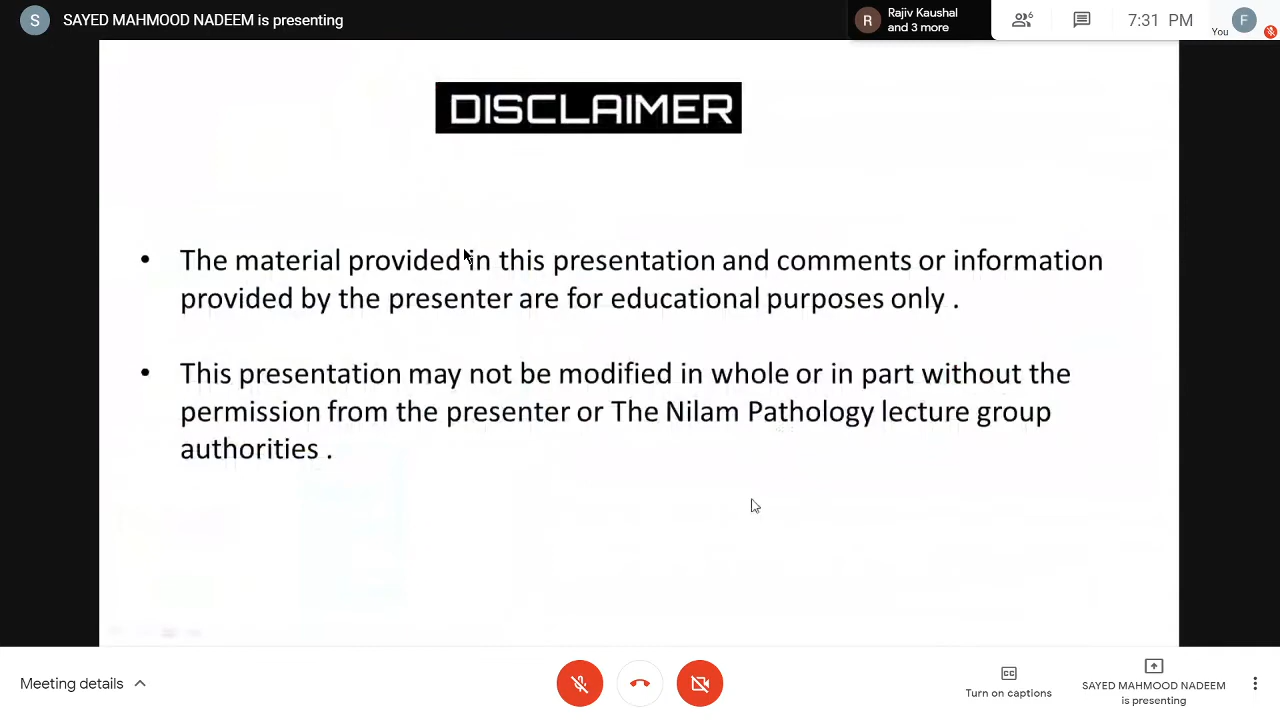 S SAYED MAHMOOD NADEEM is presenting
R Rajiv Kaushal
and 3 more
6
7:31 PM
You
F
DISCLAIMER
• The material provided in this presentation and comments or information
provided by the presenter are for educational purposes only .
• This presentation may not be modified in whole or in part without the
permission from the presenter or The Nilam Pathology lecture group
authorities .
Meeting details
CC
Turn on captions
SAYED MAHMOOD NADEEM
is presenting